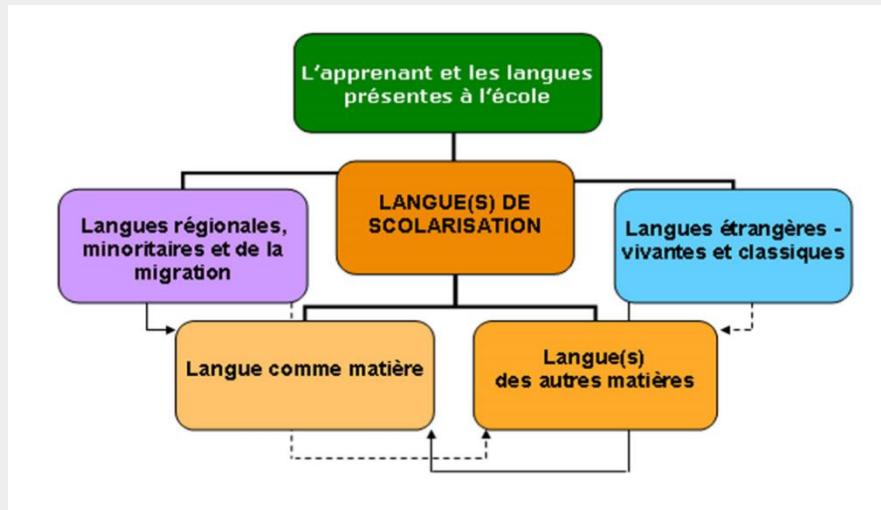 L'apprenant et les langues
présentes à l'école
LANGUE(S) DE
SCOLARISATION
Langues régionales,
minoritaires et de la
migration
Langues étrangères -
vivantes et classiques
Langue comme matière
Langue(s)
des autres matières